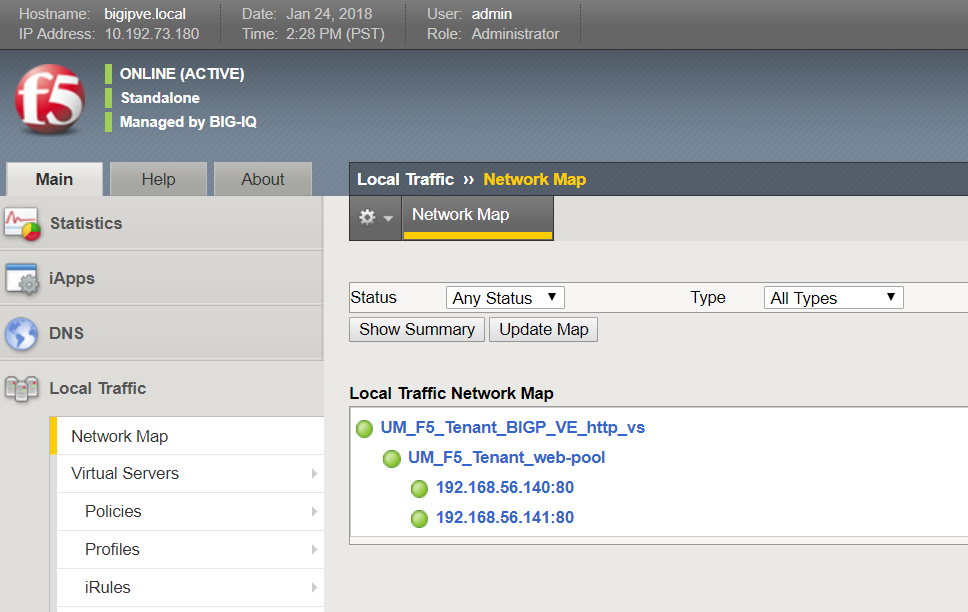 Hostname: bigipve.local Date: Jan 24, 2018 User: admin
IP Address: 10.192.73.180 Time: 2:28 PM (PST) Role: Administrator
f5
ONLINE (ACTIVE)
Standalone
Managed by BIG-IQ
Main Help About
Local Traffic ›› Network Map
Network Map
Statistics
iApps
DNS
Local Traffic
Network Map
Virtual Servers
Policies
Profiles
iRules
Status Any Status Type All Types
Show Summary Update Map
Local Traffic Network Map
UM_F5_Tenant_BIGP_VE_http_vs
UM_F5_Tenant_web-pool
192.168.56.140:80
192.168.56.141:80